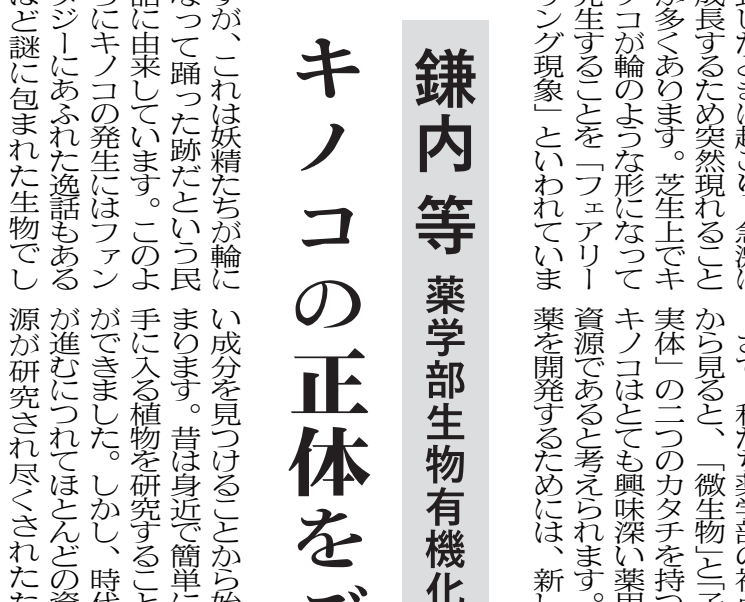 成長するため突然現れること
が多くあります。芝生上でキ
ノコが輪のような形になって
発生することを「フェアリー
リング現象」といわれていま
鎌内 等 薬学部生物有機化
キノコの正体を
すが、これは妖精たちが輪に
なって踊った跡だという民
話に由来しています。このよ
うにキノコの発生にはファン
タジーにあふれた逸話もある
ほど謎に包まれた生物でし
から見ると、「微生物」と「子
実体」の二つのカタチを持つ
キノコはとても興味深い薬用
資源であると考えられます。
薬を開発するためには、新し
い成分を見つけることから始
まります。昔は身近で簡単に
手に入る植物を研究すること
ができました。しかし、時代
が進むにつれてほとんどの資
源が研究され尽くされたた